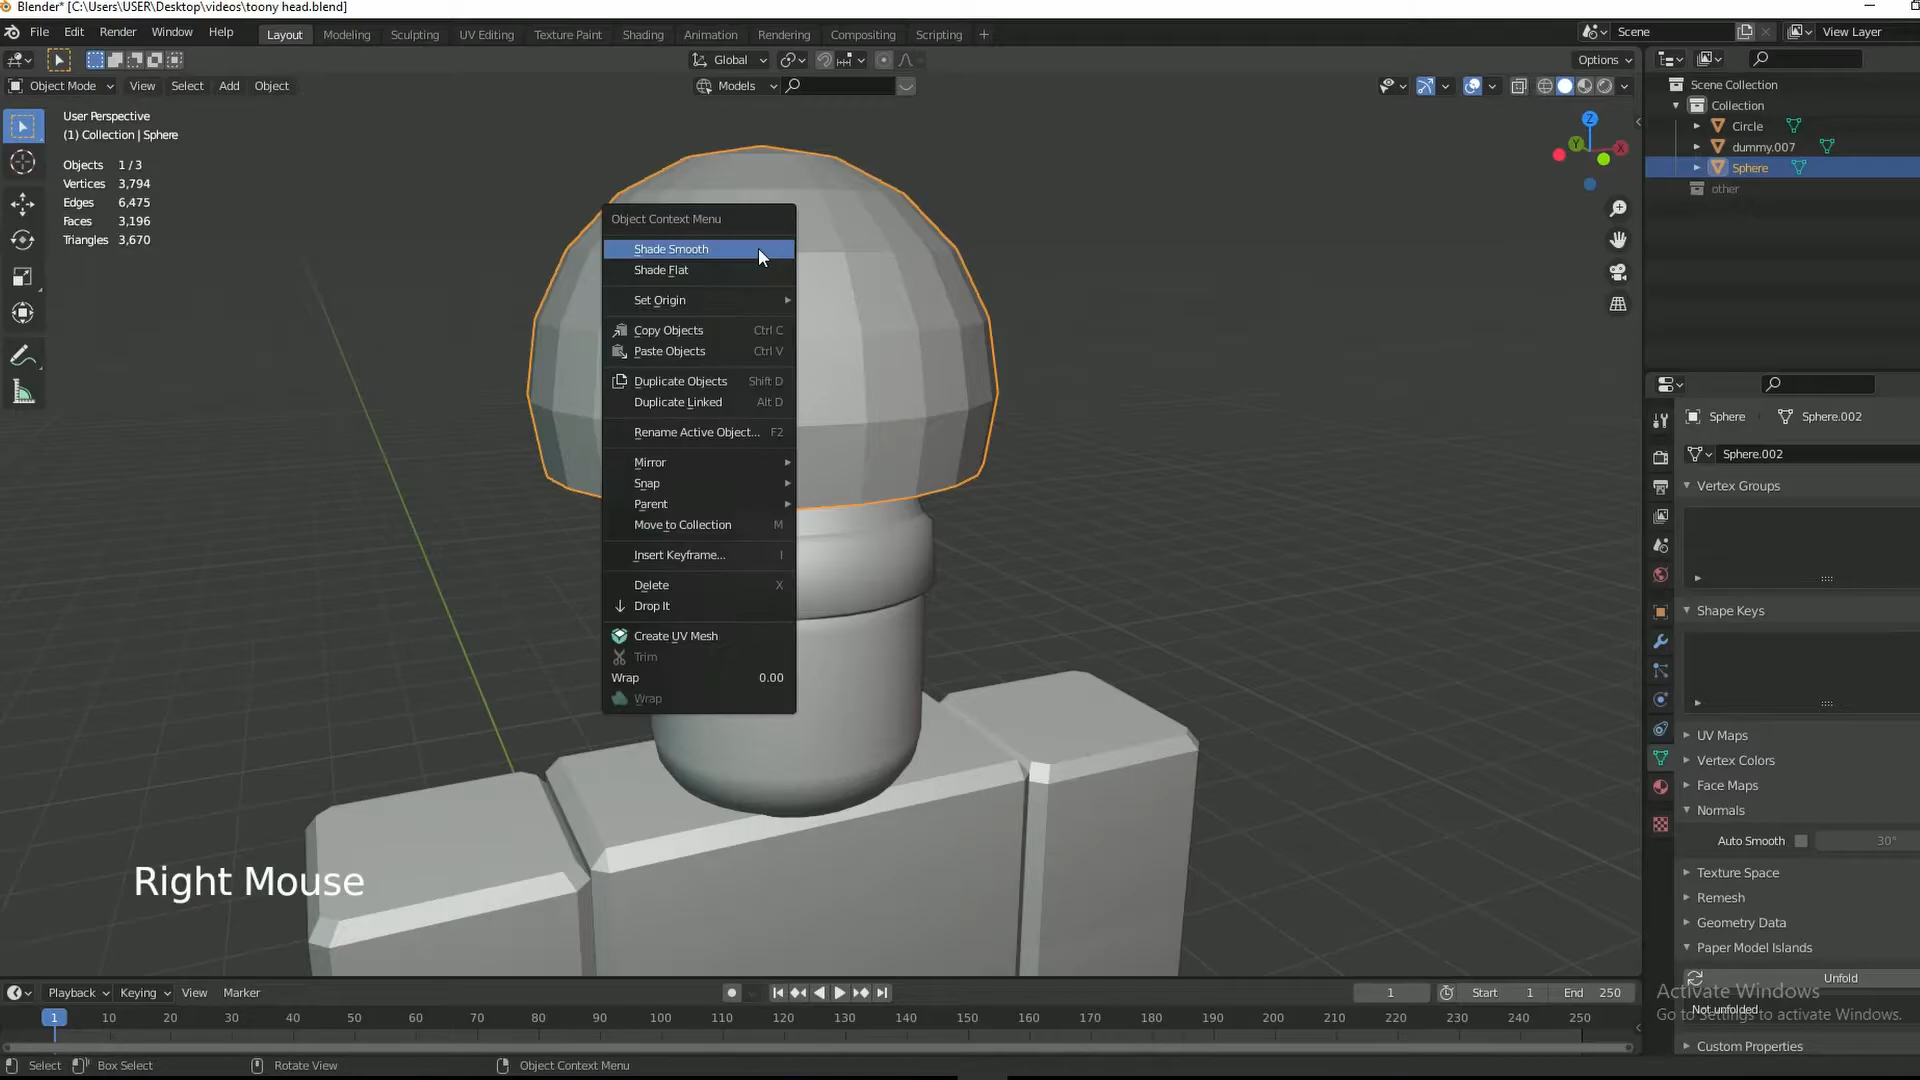 Blender* [C:\Users\USER\Desktop\videos\toony head.blend]
File Edit Render Window Help Layout Modeling Sculpting UV Editing Texture Paint Shading Animation Rendering Compositing Scripting + Scene View Layer
Global Options
Object Mode View Select Add Object Models
User Perspective
(1) Collection | Sphere
Objects 1/3
Vertices 3,794
Edges 6,475
Faces 3,196
Triangles 3,670
Z
Y
X
Object Context Menu
Shade Smooth
Shade Flat
Set Origin
Copy Objects Ctrl C
Paste Objects Ctrl V
Duplicate Objects Shift D
Duplicate Linked Alt D
Rename Active Object... F2
Mirror
Snap
Parent
Move to Collection M
Insert Keyframe... I
Delete X
Drop It
Create UV Mesh
Trim
Wrap 0.00
Wrap
Right Mouse
Scene Collection
Collection
Circle
dummy.007
Sphere
other
Sphere Sphere.002
Sphere.002
Vertex Groups
Shape Keys
UV Maps
Vertex Colors
Face Maps
Normals
Auto Smooth 30°
Texture Space
Remesh
Geometry Data
Paper Model Islands
Unfold
Activate Windows
Not unfolded
Go to Settings to activate Windows.
Custom Properties
Playback Keying View Marker 1 Start 1 End 250
1 10 20 30 40 50 60 70 80 90 100 110 120 130 140 150 160 170 180 190 200 210 220 230 240 250
Select Box Select Rotate View Object Context Menu